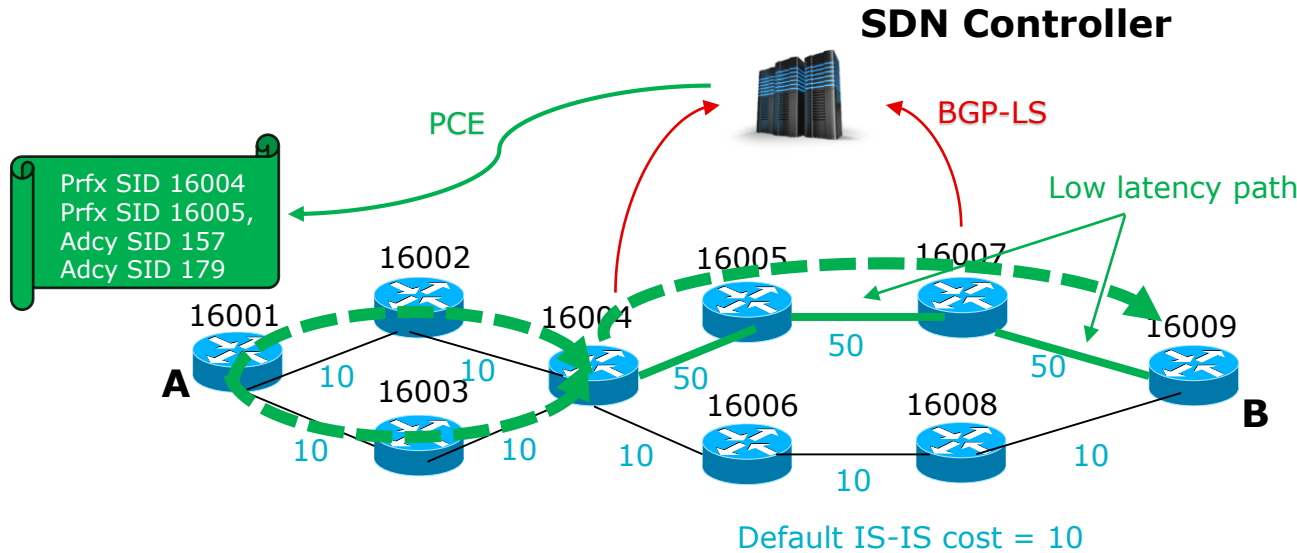 SDN Controller
PCE
BGP-LS
Prfx SID 16004
Prfx SID 16005,
Adcy SID 157
Adcy SID 179
Low latency path
16002
16005
16007
16001
16004
16009
A
10
10
50
50
50
16003
16006
16008
B
10
10
10
10
10
Default IS-IS cost = 10